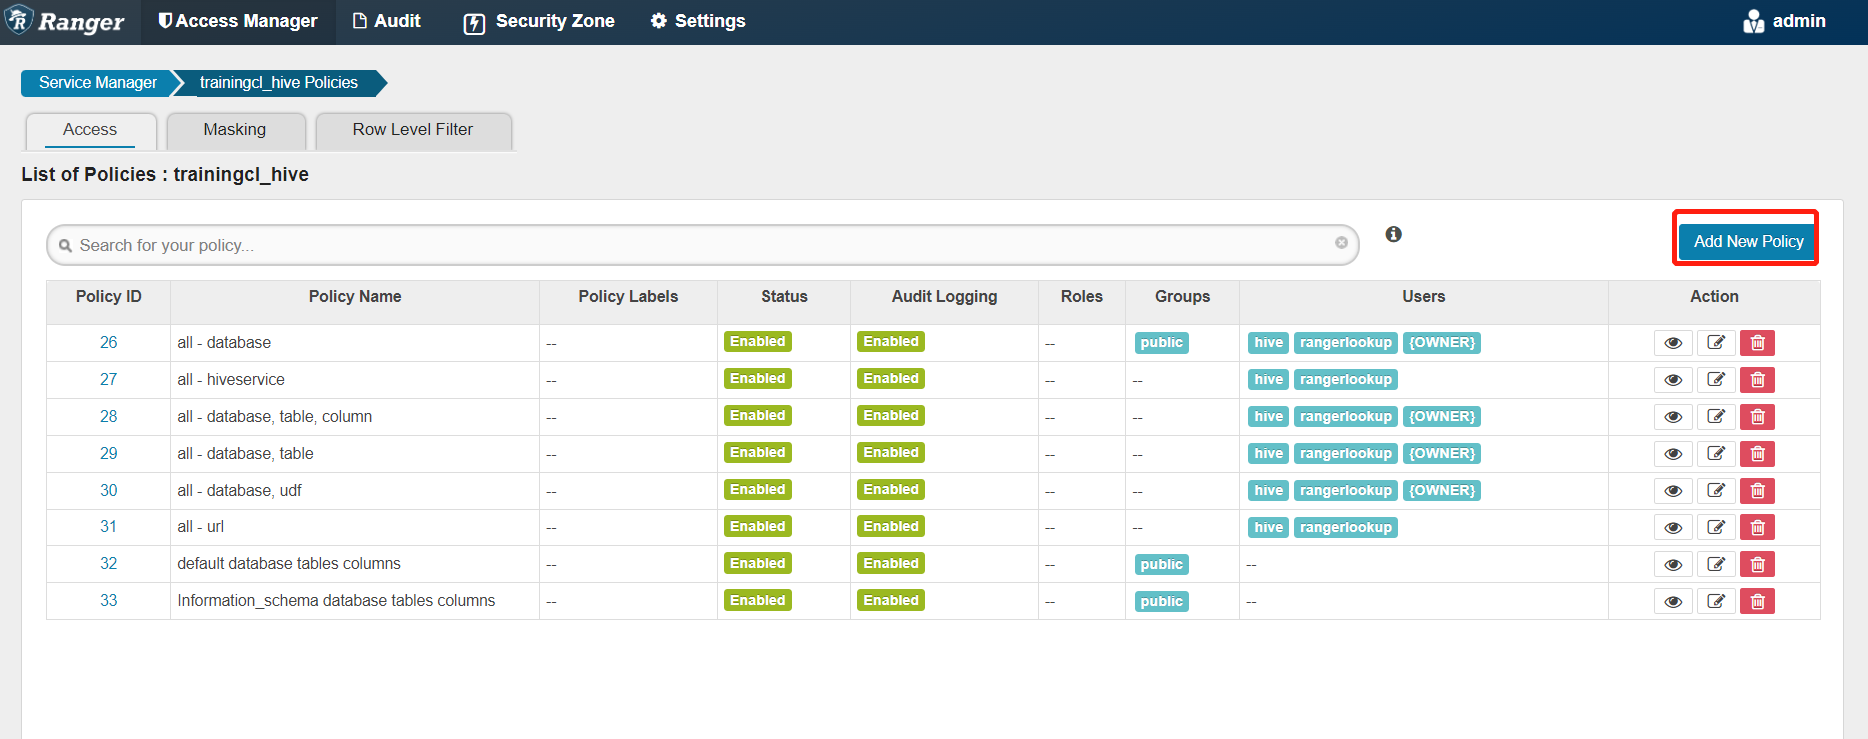 Ranger Access Manager Audit Security Zone Settings admin
Service Manager trainingcl_hive Policies
Access Masking Row Level Filter
List of Policies : trainingcl_hive
Search for your policy... Add New Policy
Policy ID Policy Name Policy Labels Status Audit Logging Roles Groups Users Action
26 all - database -- Enabled Enabled -- public hive rangerlookup {OWNER}
27 all - hiveservice -- Enabled Enabled -- -- hive rangerlookup
28 all - database, table, column -- Enabled Enabled -- -- hive rangerlookup {OWNER}
29 all - database, table -- Enabled Enabled -- -- hive rangerlookup {OWNER}
30 all - database, udf -- Enabled Enabled -- -- hive rangerlookup {OWNER}
31 all - url -- Enabled Enabled -- -- hive rangerlookup
32 default database tables columns -- Enabled Enabled -- public --
33 Information_schema database tables columns -- Enabled Enabled -- public --